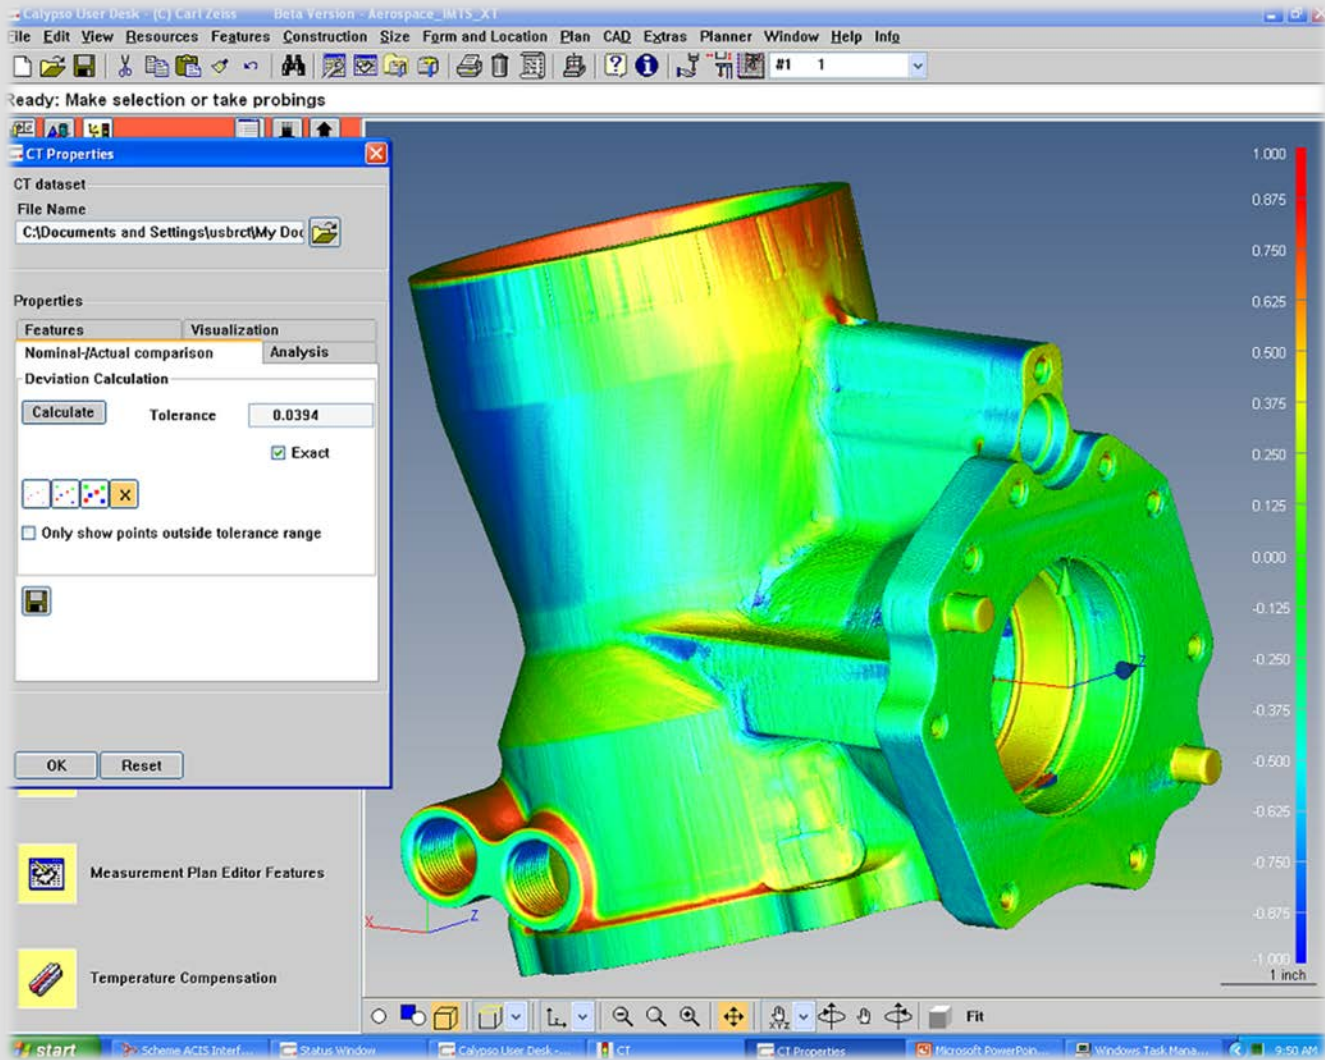 Calypso User Desk - (C) Carl Zeiss Beta Version - Aerospace_IMTS_XT
File Edit View Resources Features Construction Size Form and Location Plan CAD Extras Planner Window Help Info
#1 1
Ready: Make selection or take probings
CT Properties
CT dataset
File Name
C:\Documents and Settings\usbrct\My Doc
Properties
Features Visualization
Nominal-/Actual comparison Analysis
Deviation Calculation
Calculate Tolerance 0.0394
Exact
Only show points outside tolerance range
OK Reset
Measurement Plan Editor Features
Temperature Compensation
1.000
0.875
0.750
0.625
0.500
0.375
0.250
0.125
0.000
-0.125
-0.250
-0.375
-0.500
-0.625
-0.750
-0.875
-1.000
1 inch
Z
X
Z
XYZ
Fit
start Scheme ACIS Interf... Status Window Calypso User Desk -... CT CT Properties Microsoft PowerPoin... Windows Task Mana... 9:50 AM